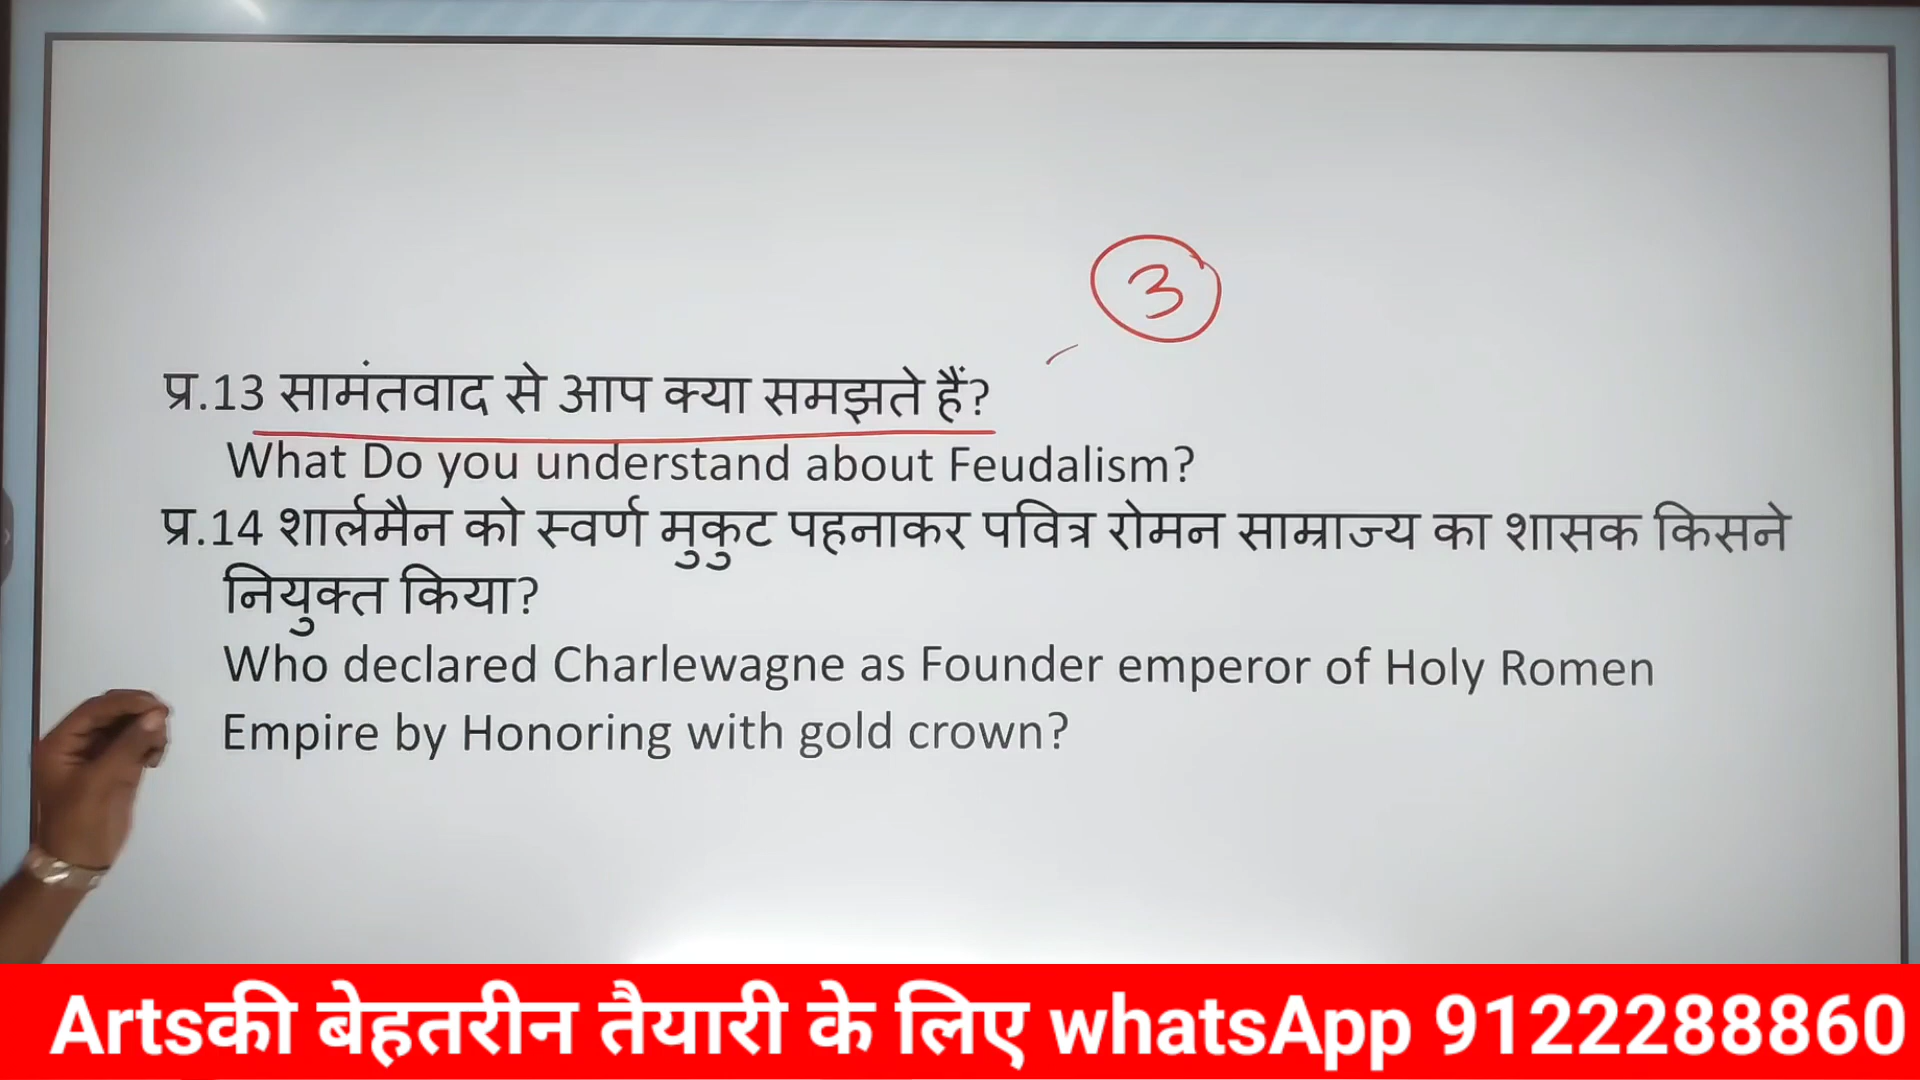 3
प्र.13 सामंतवाद से आप क्या समझते हैं?
What Do you understand about Feudalism?
प्र.14 शार्लमैन को स्वर्ण मुकुट पहनाकर पवित्र रोमन साम्राज्य का शासक किसने
नियुक्त किया?
Who declared Charlewagne as Founder emperor of Holy Romen
Empire by Honoring with gold crown?
Artsकी बेहतरीन तैयारी के लिए whatsApp 9122288860